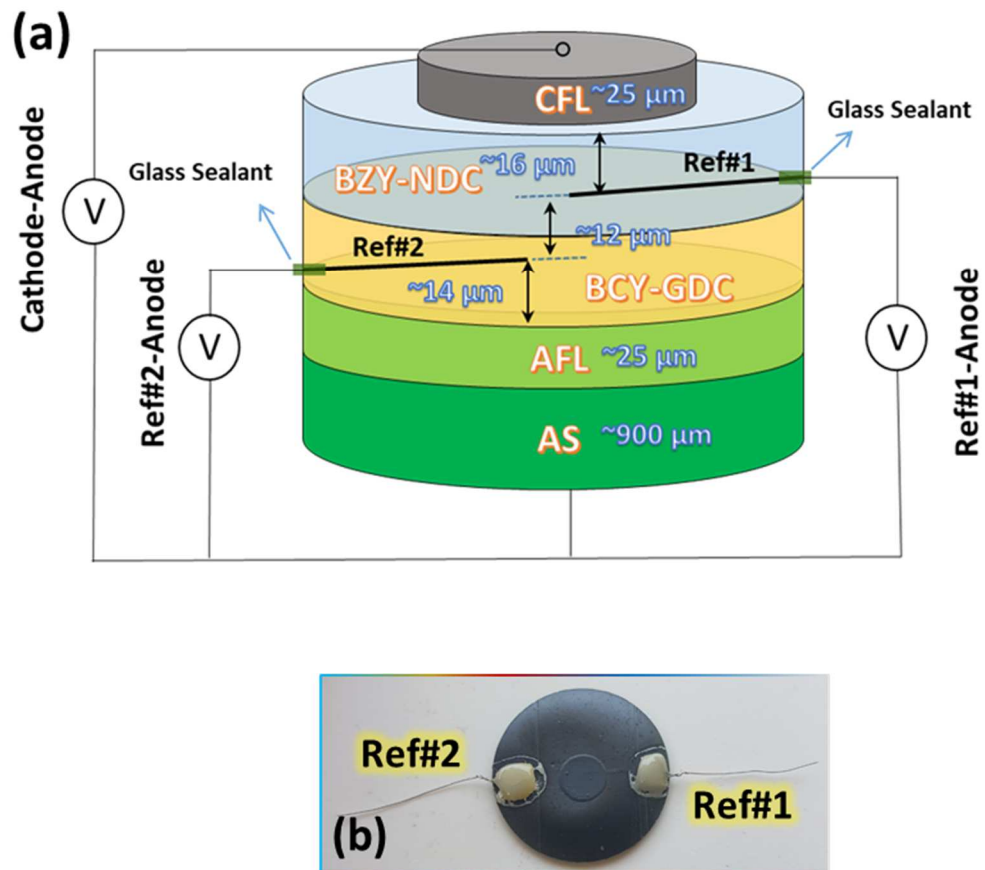 (a)
CFL ~25 μm
Glass Sealant
Glass Sealant
Cathode-Anode
V
BZY-NDC ~16 μm
Ref#1
~12 μm
Ref#2
~14 μm
BCY-GDC
Ref#2-Anode
V
V
Ref#1-Anode
AFL ~25 μm
AS ~900 μm
Ref#2
Ref#1
(b)